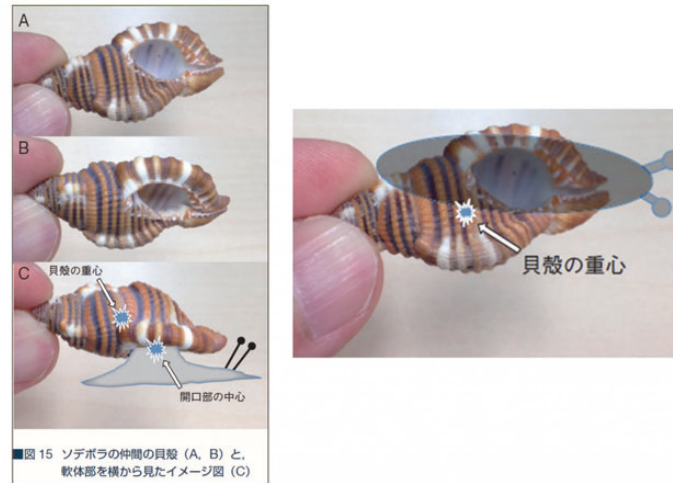 A
B
C
貝殻の重心
開口部の中心
■図15 ソデボラの仲間の貝殻（A，B）と，
軟体部を横から見たイメージ図（C）
貝殻の重心